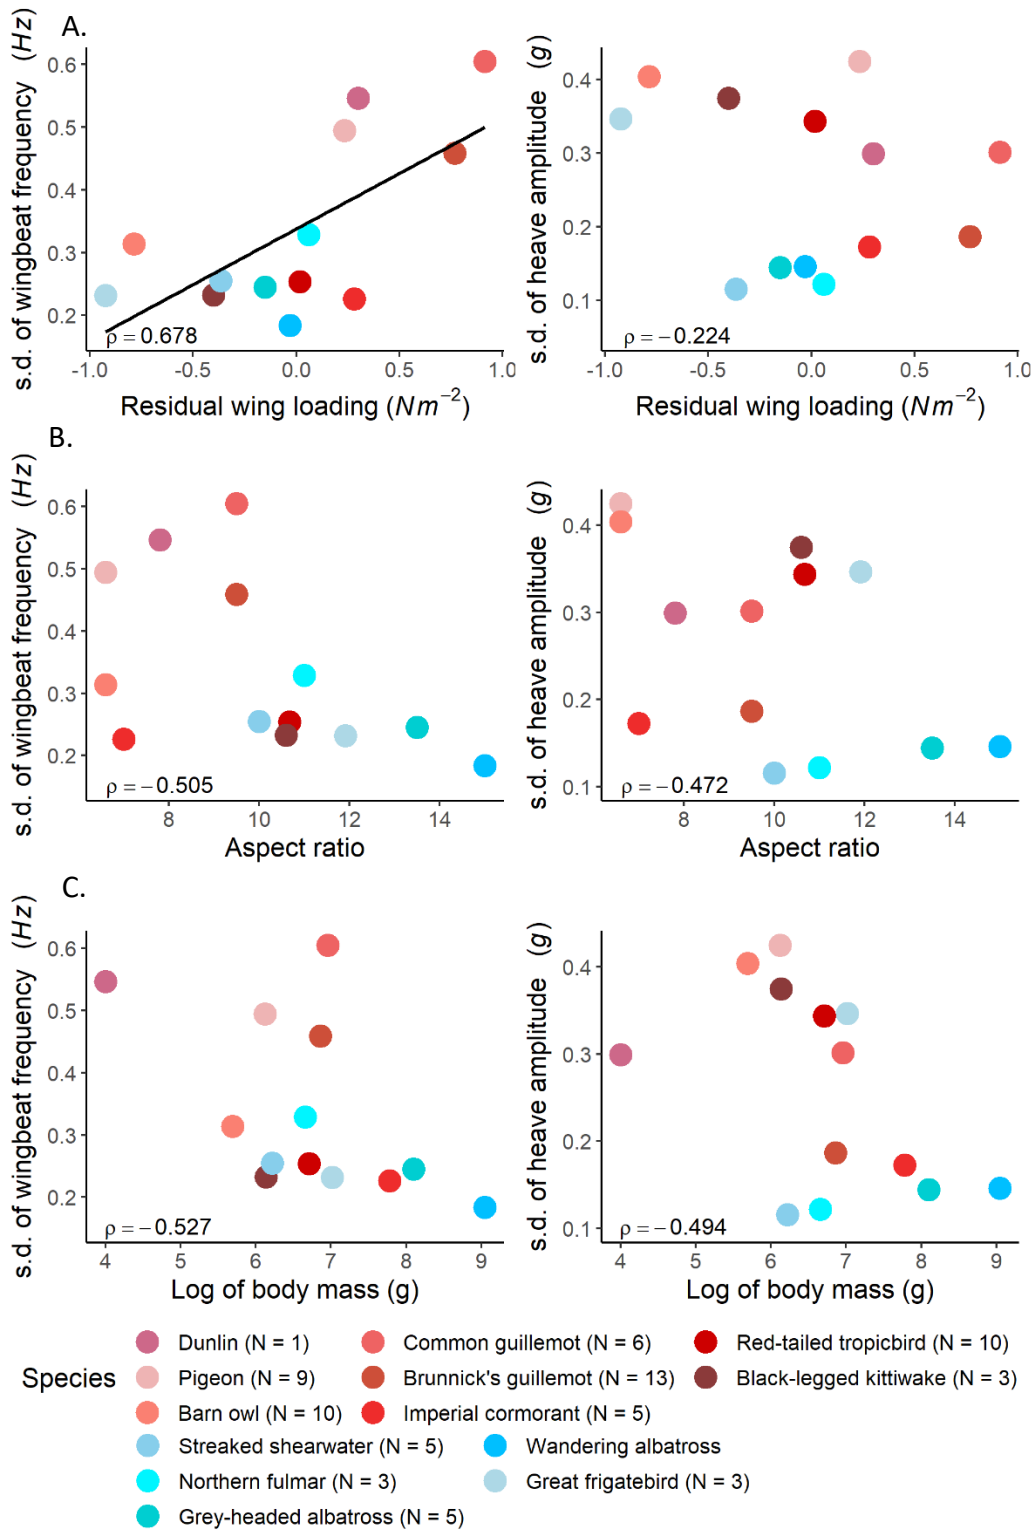 A.
s.d. of wingbeat frequency (Hz)
0.6
0.5
0.4
0.3
0.2
ρ = 0.678
-1.0 -0.5 0.0 0.5 1.0
Residual wing loading (Nm⁻²)
s.d. of heave amplitude (g)
0.4
0.3
0.2
0.1
ρ = −0.224
-1.0 -0.5 0.0 0.5 1.0
Residual wing loading (Nm⁻²)
B.
s.d. of wingbeat frequency (Hz)
0.6
0.5
0.4
0.3
0.2
ρ = −0.505
8 10 12 14
Aspect ratio
s.d. of heave amplitude (g)
0.4
0.3
0.2
0.1
ρ = −0.472
8 10 12 14
Aspect ratio
C.
s.d. of wingbeat frequency (Hz)
0.6
0.5
0.4
0.3
0.2
ρ = −0.527
4 5 6 7 8 9
Log of body mass (g)
s.d. of heave amplitude (g)
0.4
0.3
0.2
0.1
ρ = −0.494
4 5 6 7 8 9
Log of body mass (g)
Species
Dunlin (N = 1) Common guillemot (N = 6) Red-tailed tropicbird (N = 10)
Pigeon (N = 9) Brunnick's guillemot (N = 13) Black-legged kittiwake (N = 3)
Barn owl (N = 10) Imperial cormorant (N = 5)
Streaked shearwater (N = 5) Wandering albatross
Northern fulmar (N = 3) Great frigatebird (N = 3)
Grey-headed albatross (N = 5)